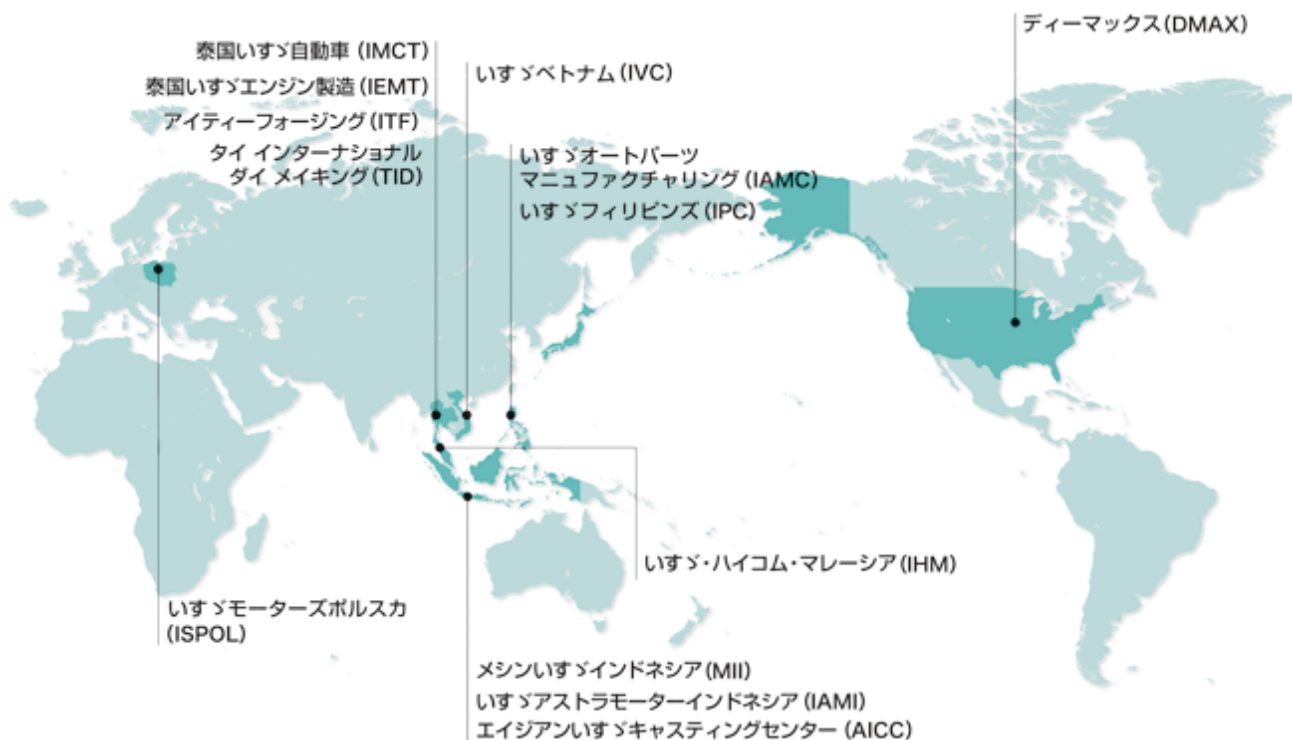 ディーマックス(DMAX)
泰国いすゞ自動車(IMCT)
泰国いすゞエンジン製造(IEMT)
アイティーフォージング(ITF)
タイ インターナショナル
ダイ メイキング(TID)
いすゞベトナム(IVC)
いすゞオートパーツ
マニュファクチャリング(IAMC)
いすゞフィリピンズ(IPC)
いすゞ・ハイコム・マレーシア(IHM)
いすゞモーターズポルスカ
(ISPOL)
メシンいすゞインドネシア(MII)
いすゞアストラモーターインドネシア(IAMI)
エイジアンいすゞキャスティングセンター(AICC)